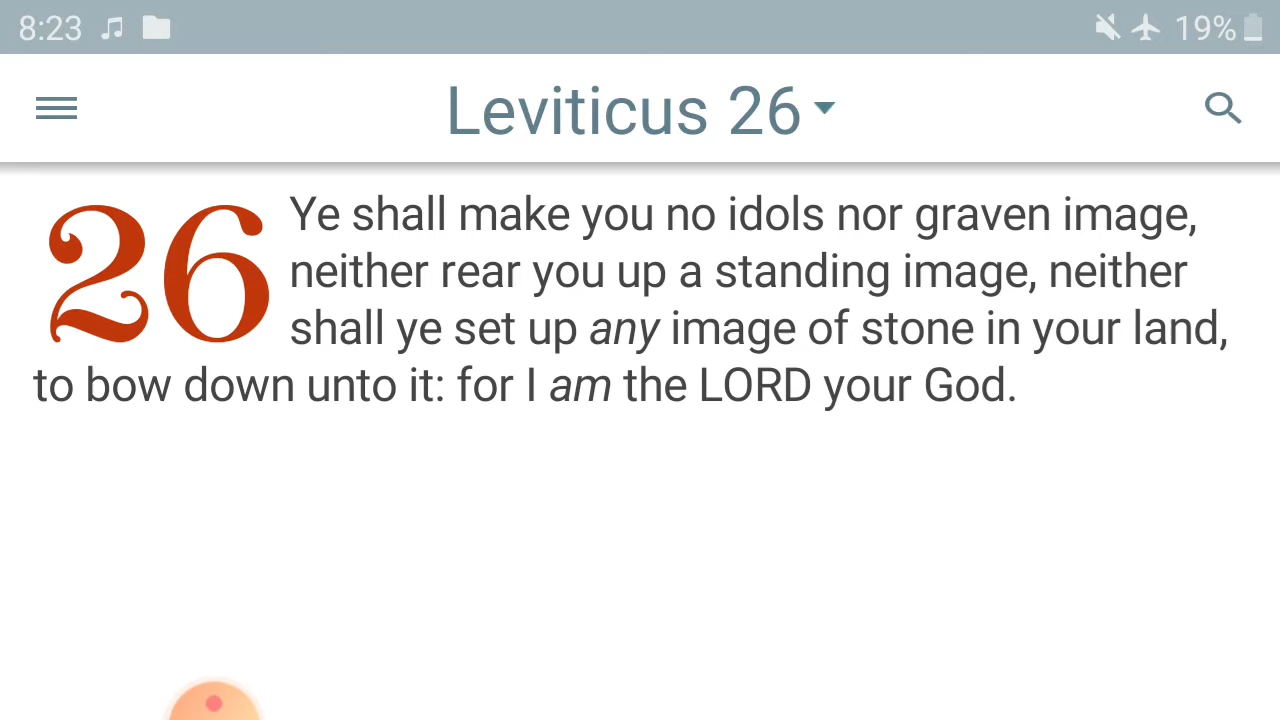 8:23 19%
Leviticus 26
26 Ye shall make you no idols nor graven image,
neither rear you up a standing image, neither
shall ye set up any image of stone in your land,
to bow down unto it: for I am the LORD your God.